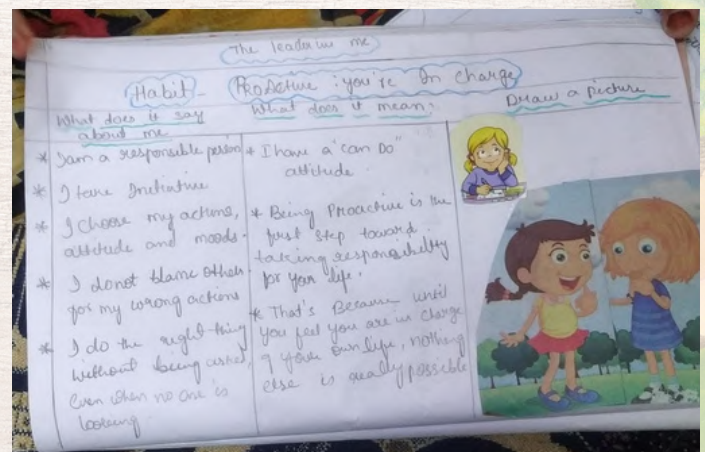 The leader in me
Habit- Proactive: you're In charge
What does it say
about me
* I am a responsible person
* I take Initiative
* I choose my actions,
attitude and moods.
* I do not blame others
for my wrong actions
* I do the right thing
without being asked,
Even when no one is
looking.
What does it mean:
* I have a "can Do"
attitude.
* Being Proactive is the
first step toward
taking responsibility
for your life.
* That's Because until
you feel you are in charge
of your own life, nothing
else is really possible
Draw a picture